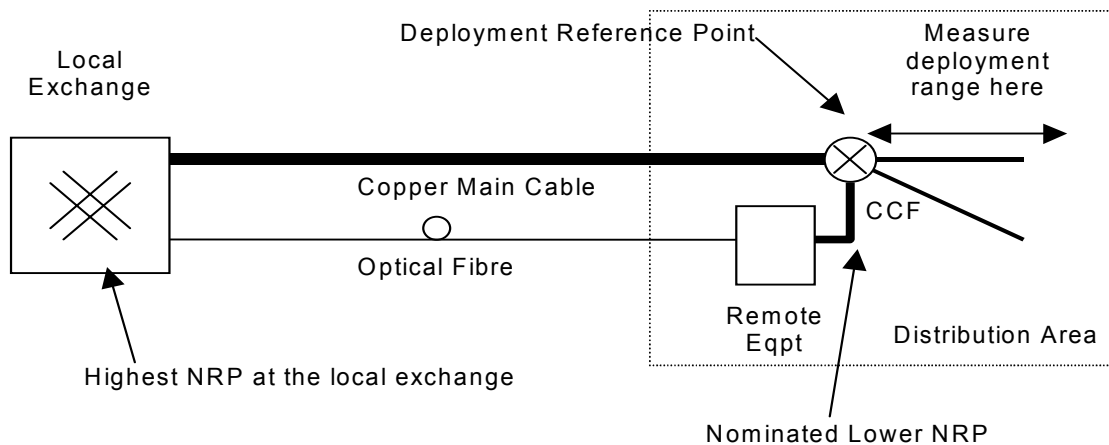 Deployment Reference Point
Measure
deployment
range here
Local
Exchange
Copper Main Cable
CCF
Optical Fibre
Remote
Eqpt
Distribution Area
Highest NRP at the local exchange
Nominated Lower NRP